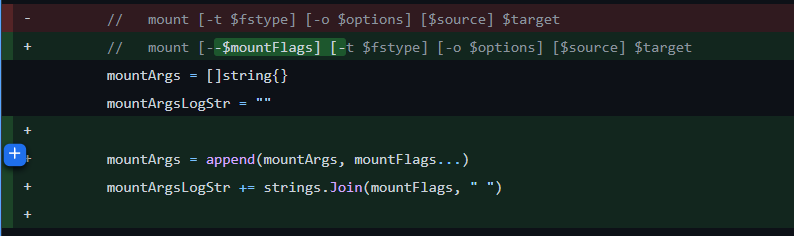 - // mount [-t $fstype] [-o $options] [$source] $target
+ // mount [--$mountFlags] [-t $fstype] [-o $options] [$source] $target
mountArgs = []string{}
mountArgsLogStr = ""
+
+ mountArgs = append(mountArgs, mountFlags...)
+ mountArgsLogStr += strings.Join(mountFlags, " ")
+